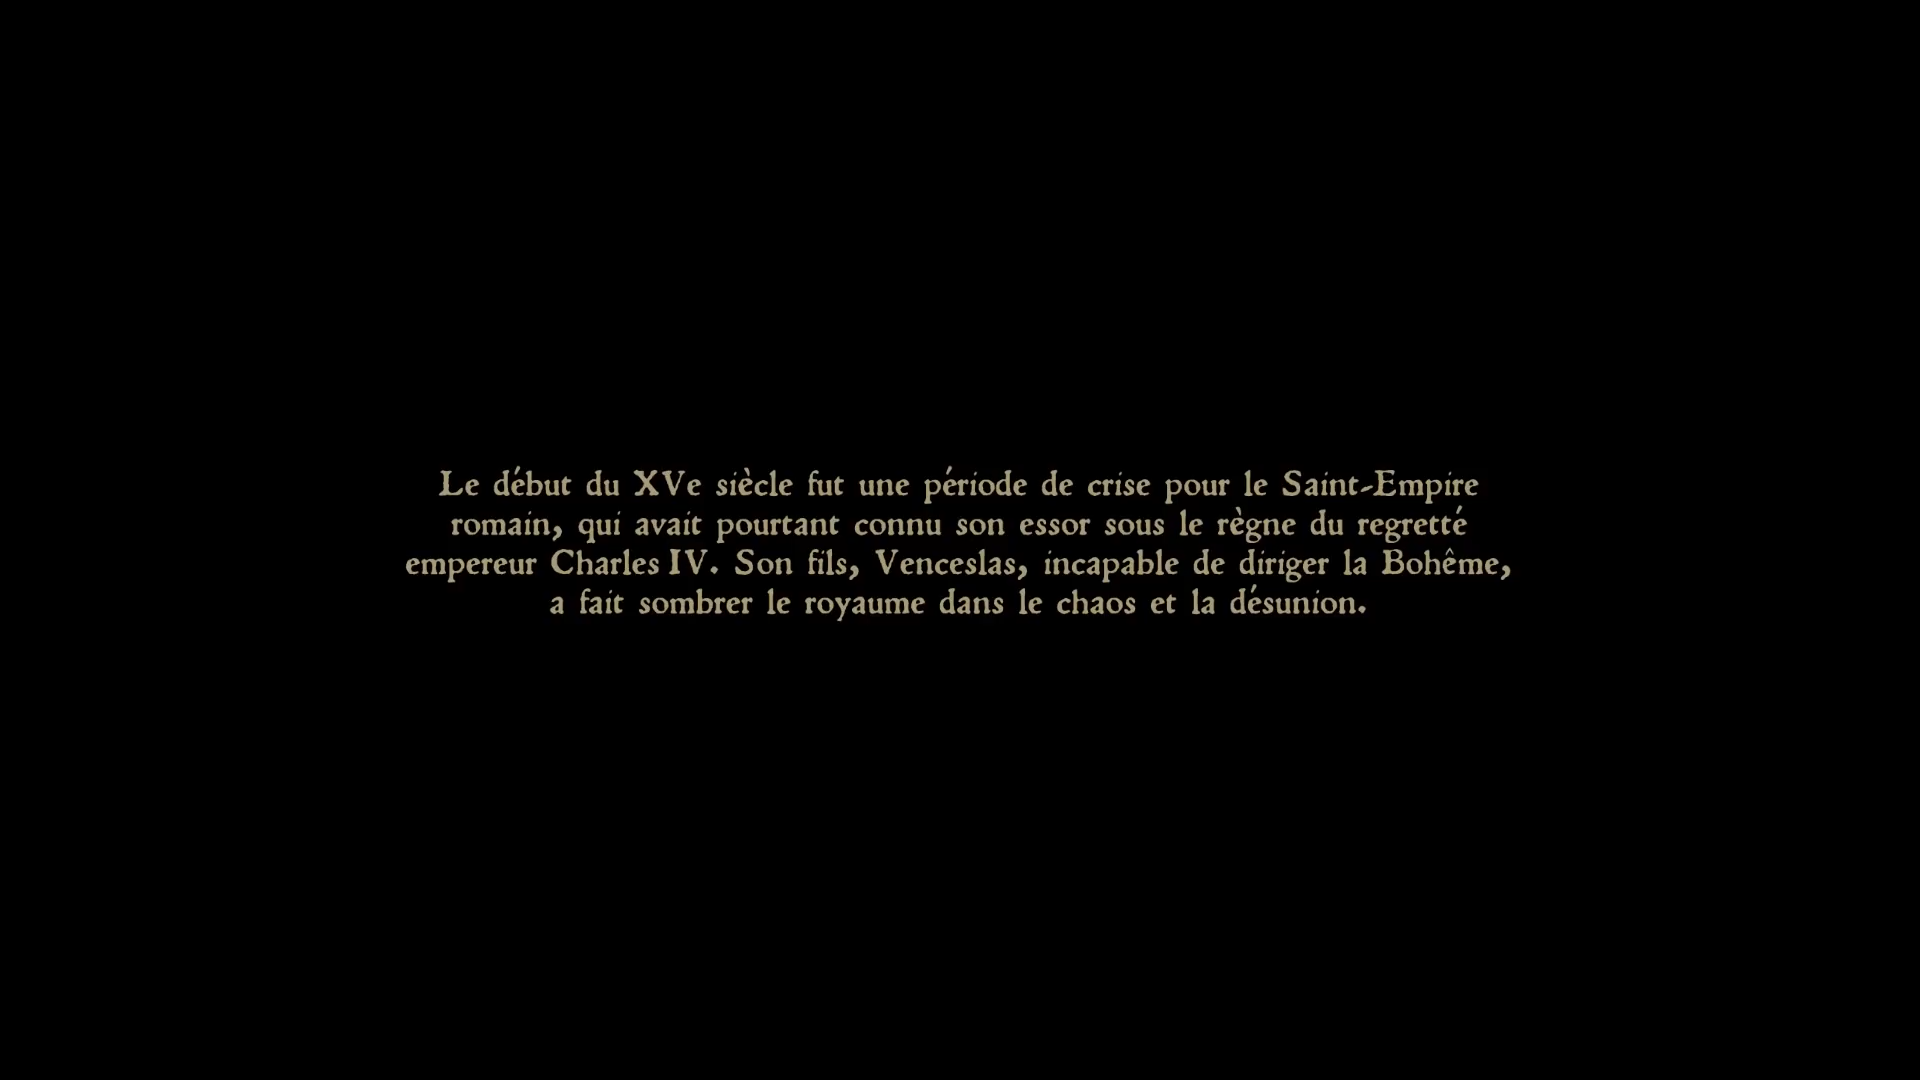 Le début du XVe siècle fut une période de crise pour le Saint-Empire
romain, qui avait pourtant connu son essor sous le règne du regretté
empereur Charles IV. Son fils, Venceslas, incapable de diriger la Bohême,
a fait sombrer le royaume dans le chaos et la désunion.